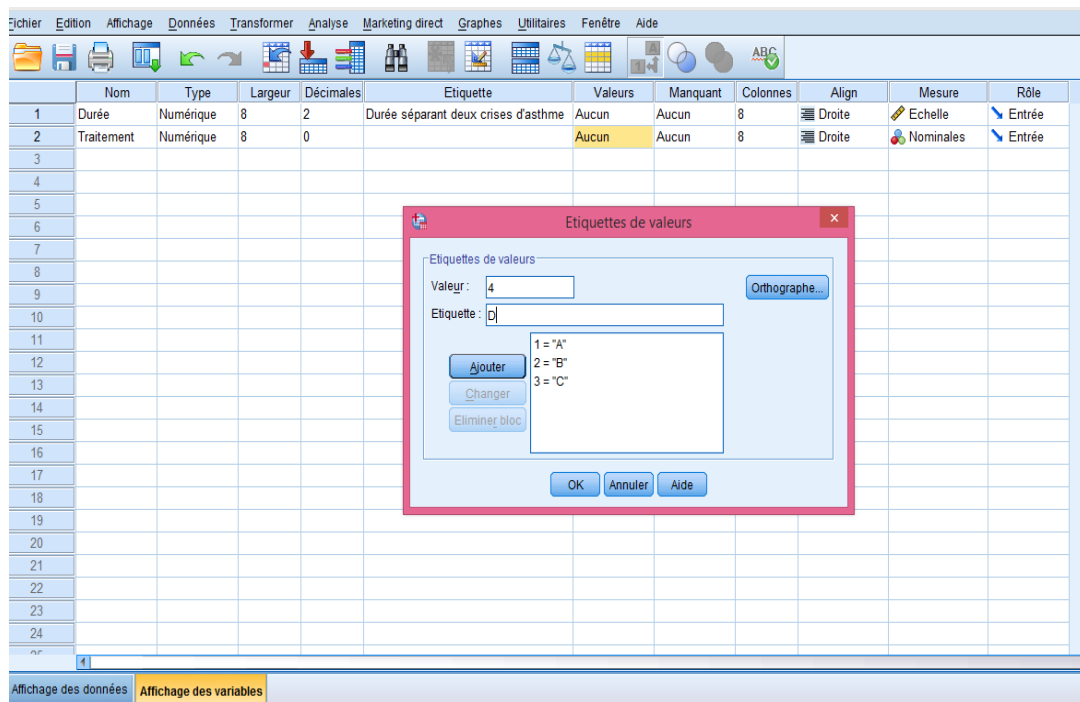 Fichier Edition Affichage Données Transformer Analyse Marketing direct Graphes Utilitaires Fenêtre Aide
A
1
ABC
Nom Type Largeur Décimales Etiquette Valeurs Manquant Colonnes Align Mesure Rôle
1 Durée Numérique 8 2 Durée séparant deux crises d'asthme Aucun Aucun 8 Droite Echelle Entrée
2 Traitement Numérique 8 0 Aucun Aucun 8 Droite Nominales Entrée
3
4
5
6
7
8
9
10
11
12
13
14
15
16
17
18
19
20
21
22
23
24
25
Etiquettes de valeurs
x
Etiquettes de valeurs
Valeur : 4
Orthographe...
Etiquette : D
1 = "A"
2 = "B"
3 = "C"
Ajouter
Changer
Eliminer bloc
OK Annuler Aide
Affichage des données Affichage des variables